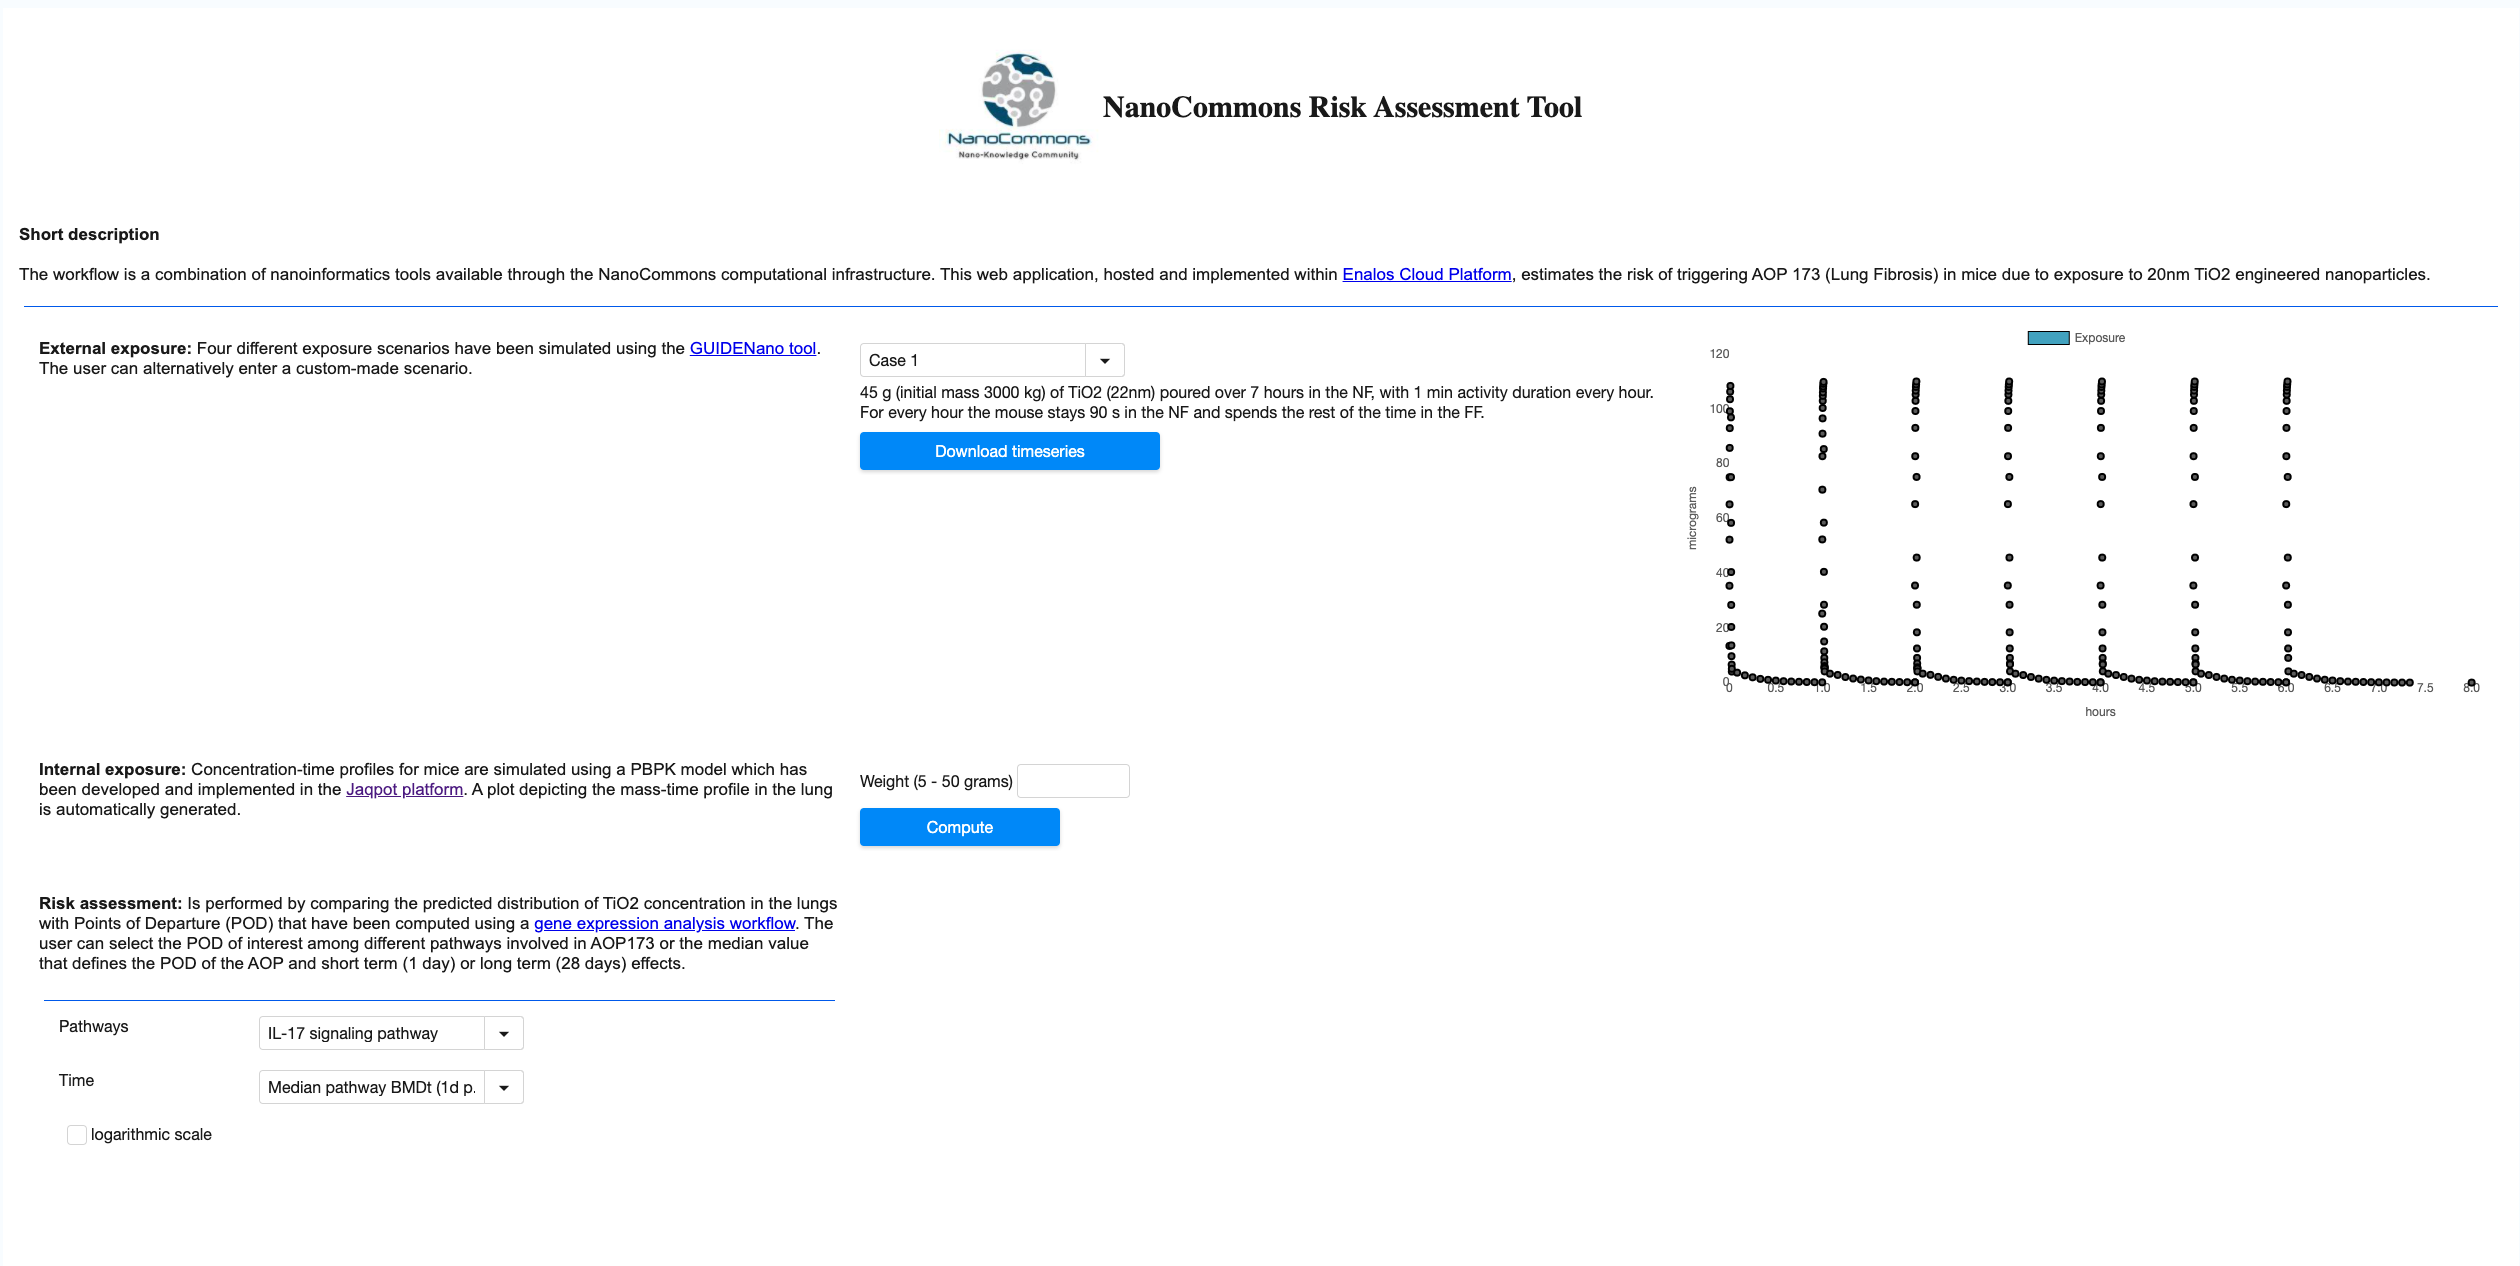 NanoCommons
Nano-Knowledge Community
NanoCommons Risk Assessment Tool
Short description
The workflow is a combination of nanoinformatics tools available through the NanoCommons computational infrastructure. This web application, hosted and implemented within Enalos Cloud Platform, estimates the risk of triggering AOP 173 (Lung Fibrosis) in mice due to exposure to 20nm TiO2 engineered nanoparticles.
External exposure: Four different exposure scenarios have been simulated using the GUIDENano tool.
The user can alternatively enter a custom-made scenario.
Case 1
45 g (initial mass 3000 kg) of TiO2 (22nm) poured over 7 hours in the NF, with 1 min activity duration every hour.
For every hour the mouse stays 90 s in the NF and spends the rest of the time in the FF.
Download timeseries
Exposure
120
100
80
60
40
20
0
micrograms
0 0.5 1.0 1.5 2.0 2.5 3.0 3.5 4.0 4.5 5.0 5.5 6.0 6.5 7.0 7.5 8.0
hours
Internal exposure: Concentration-time profiles for mice are simulated using a PBPK model which has
been developed and implemented in the Jaqpot platform. A plot depicting the mass-time profile in the lung
is automatically generated.
Weight (5 - 50 grams)
Compute
Risk assessment: Is performed by comparing the predicted distribution of TiO2 concentration in the lungs
with Points of Departure (POD) that have been computed using a gene expression analysis workflow. The
user can select the POD of interest among different pathways involved in AOP173 or the median value
that defines the POD of the AOP and short term (1 day) or long term (28 days) effects.
Pathways
IL-17 signaling pathway
Time
Median pathway BMDt (1d p.
logarithmic scale